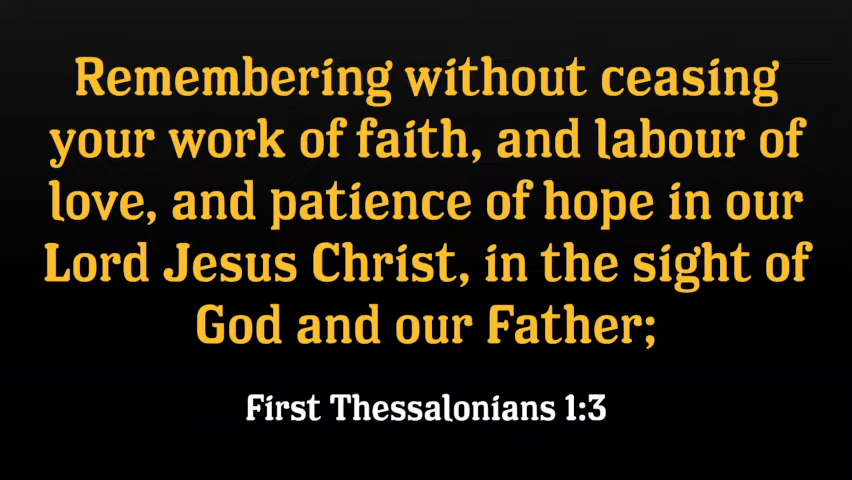 Remembering without ceasing
your work of faith, and labour of
love, and patience of hope in our
Lord Jesus Christ, in the sight of
God and our Father;
First Thessalonians 1:3